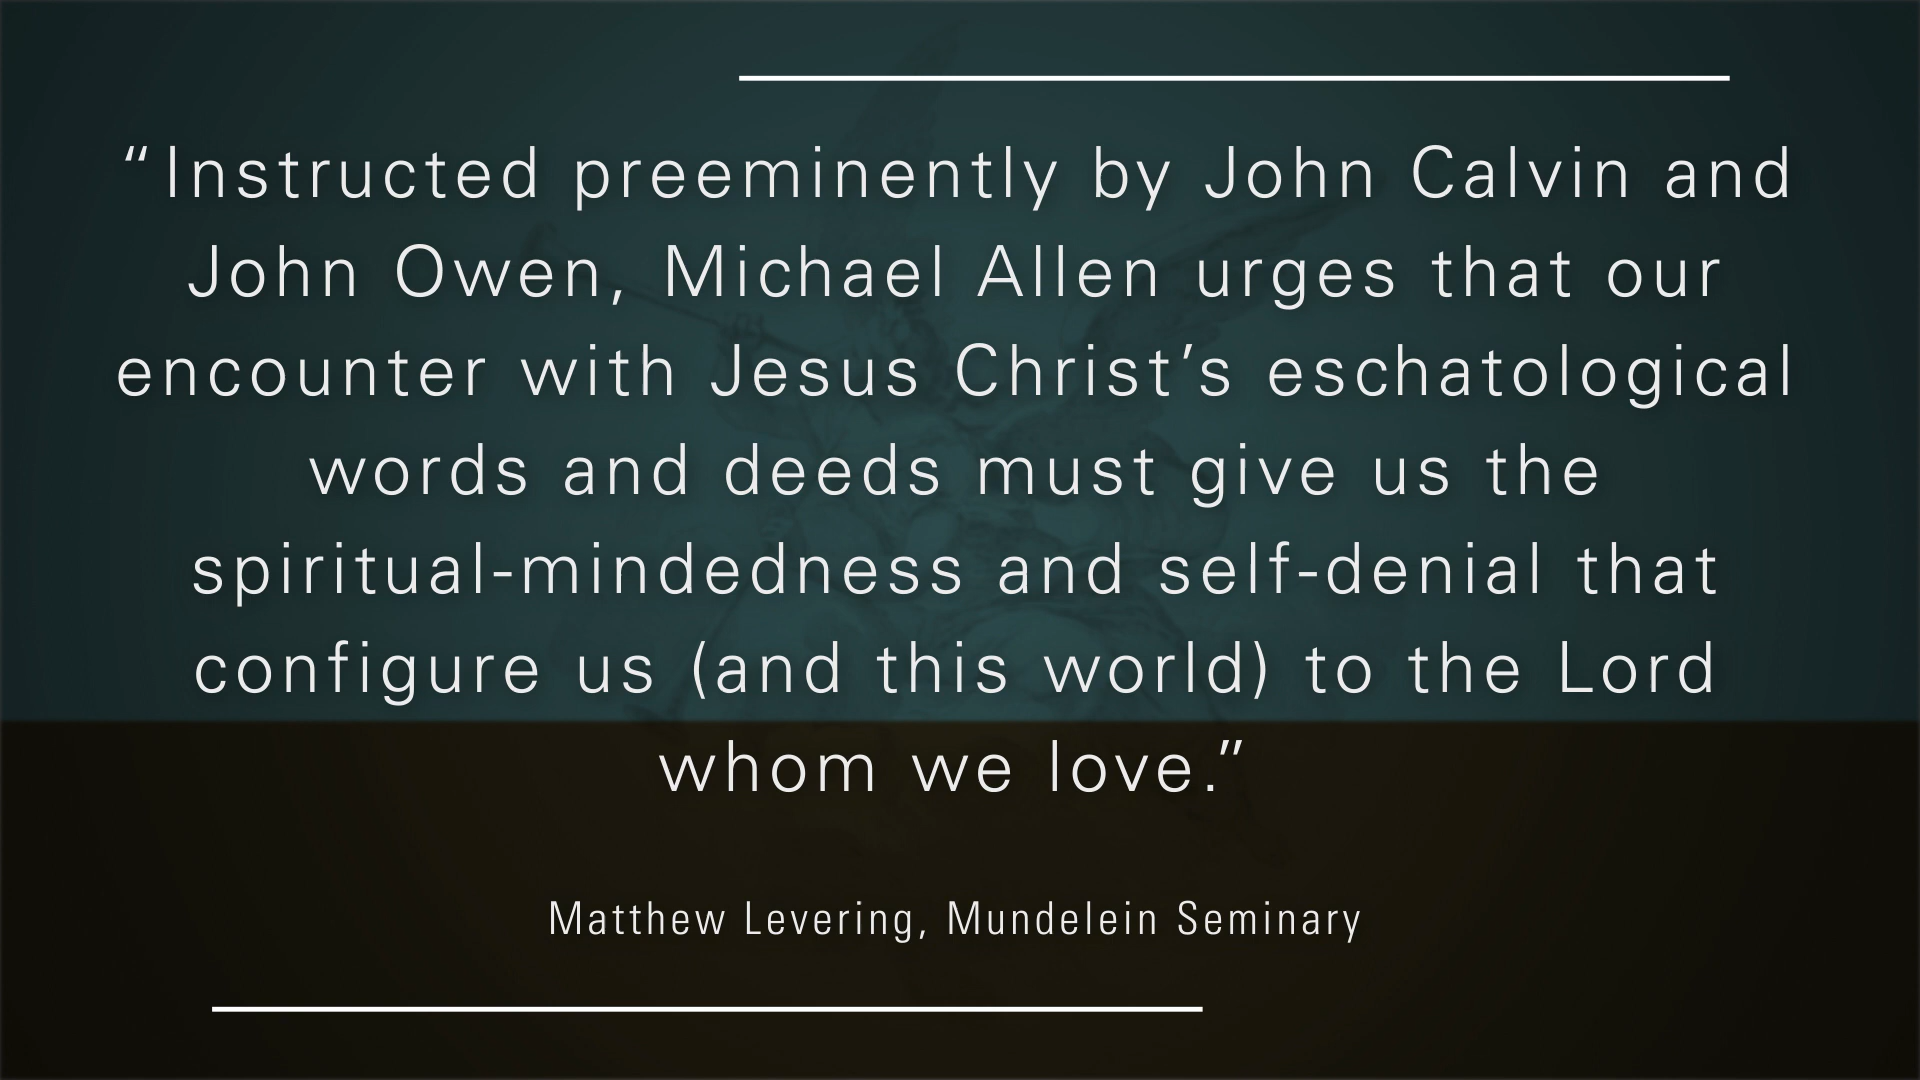 “Instructed preeminently by John Calvin and
John Owen, Michael Allen urges that our
encounter with Jesus Christ’s eschatological
words and deeds must give us the
spiritual-mindedness and self-denial that
configure us (and this world) to the Lord
whom we love.”
Matthew Levering, Mundelein Seminary